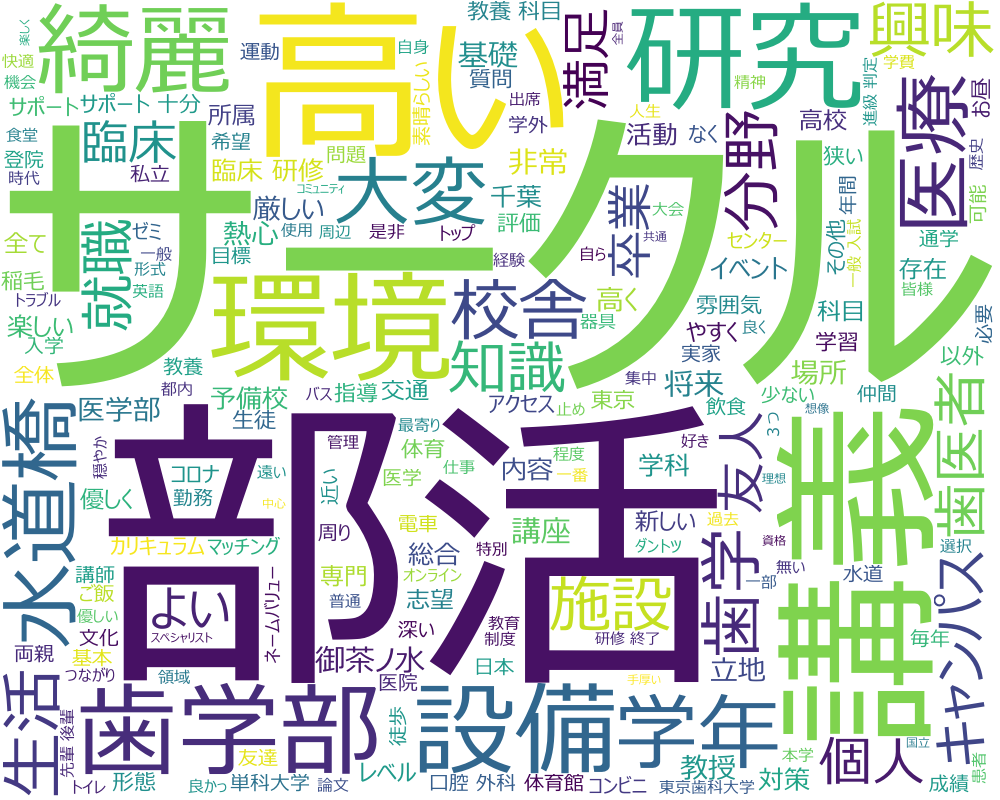 楽しく
快適
機会
綺麗
運動
高い
自身
素晴らしい
教養 科目
基礎
質問
満足
全員
研究
興味
学費
精神
進級 判定
お昼
サポート
サポート 十分
所属
希望
出席
学外
人生
活動
なく
高校
狭い
歴史
医療
食堂
登院
時代
臨床
私立
臨床 研修
問題
コミュニティ
大変
非常
千葉
評価
卒業
大会
共通
分野
センター
その他
年間
一般 入試
可能
通学
サークル
全て
稲毛
トラブル
楽しい
入学
全体
就職
ゼミ
一般
形式
英語
熱心
目標
厳しい
使用
周辺
是非
トップ
経験
自ら
イベント
存在
皆様
必要
環境
校舎
高く
器具
雰囲気
やすく
科目
学習
実家
場所
以外
教養
都内
予備校
バス
指導
交通
知識
アクセス
集中
止め
東京
将来
飲食
少ない
仲間
水道橋
医学部
生徒
穏やか
コロナ
勤務
遠い
優しく
中心
カリキュラム
マッチング
部活
最寄り
管理
近い
周り
体育
医学
仕事
程度
一番
内容
学科
好き
友人
3つ
想像
理想
講義
歯医者
講師
ご飯
優しい
文化
よい
スペシャリスト
ネームバリュー
専門
普通
電車
総合
オンライン
志望
特別
講座
新しい
ダントツ
過去
資格
一部
無い
水道
選択
毎年
キャンパス
両親
基本
つながり
領域
深い
教育
制度
施設
研修 終了
歯学
立地
御茶ノ水
医院
日本
手厚い
生活
先輩 後輩
トイレ
形態
歯学部
友達
良かっ
単科大学
論文
徒歩
レベル
設備
口腔 外科
体育館
コンビニ
学年
教授
東京歯科大学
対策
個人
本学
国立
成績
患者
良く